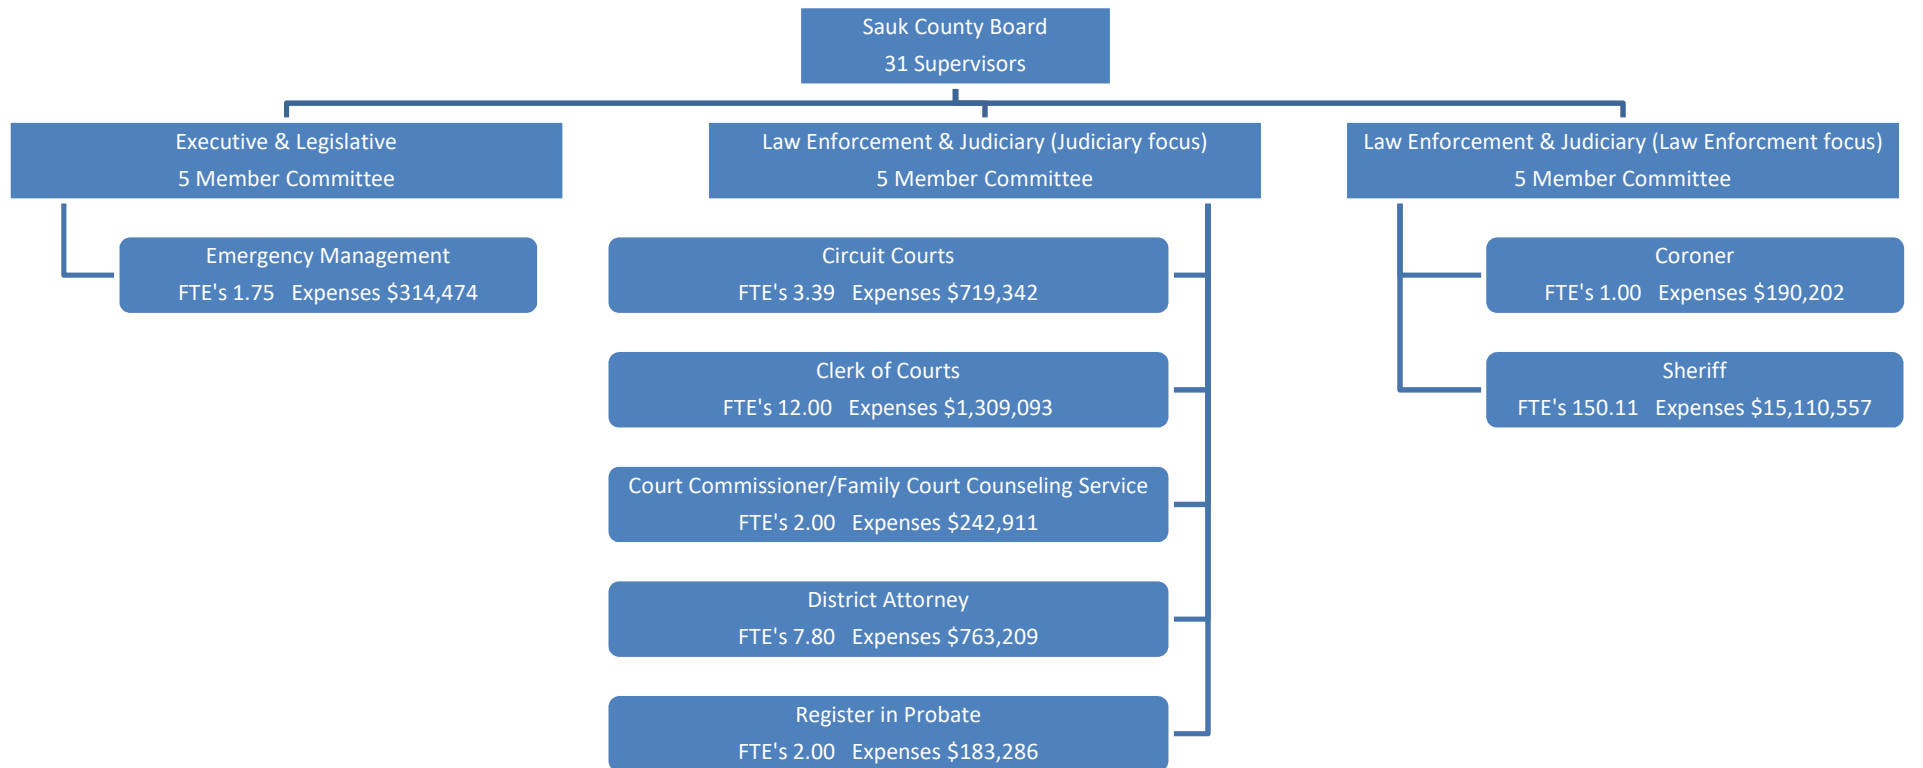 Sauk County Board
31 Supervisors
Executive & Legislative
5 Member Committee
Emergency Management
FTE's 1.75   Expenses $314,474
Law Enforcement & Judiciary (Judiciary focus)
5 Member Committee
Circuit Courts
FTE's 3.39   Expenses $719,342
Clerk of Courts
FTE's 12.00   Expenses $1,309,093
Court Commissioner/Family Court Counseling Service
FTE's 2.00   Expenses $242,911
District Attorney
FTE's 7.80   Expenses $763,209
Register in Probate
FTE's 2.00   Expenses $183,286
Law Enforcement & Judiciary (Law Enforcment focus)
5 Member Committee
Coroner
FTE's 1.00   Expenses $190,202
Sheriff
FTE's 150.11   Expenses $15,110,557